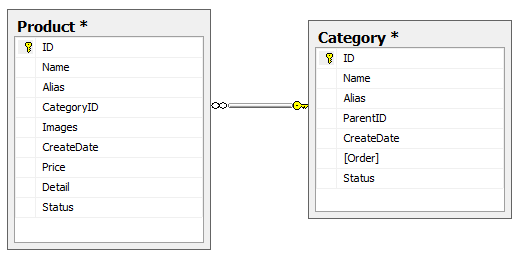 Product *
ID
Name
Alias
CategoryID
Images
CreateDate
Price
Detail
Status
Category *
ID
Name
Alias
ParentID
CreateDate
[Order]
Status